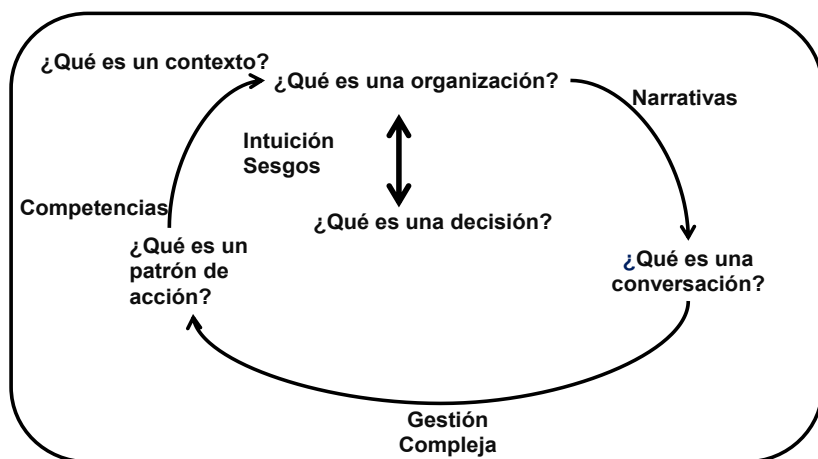 ¿Qué es un contexto?
¿Qué es una organización?
Narrativas
Intuición
Sesgos
Competencias
¿Qué es una decisión?
¿Qué es un
patrón de
acción?
¿Qué es una
conversación?
Gestión
Compleja